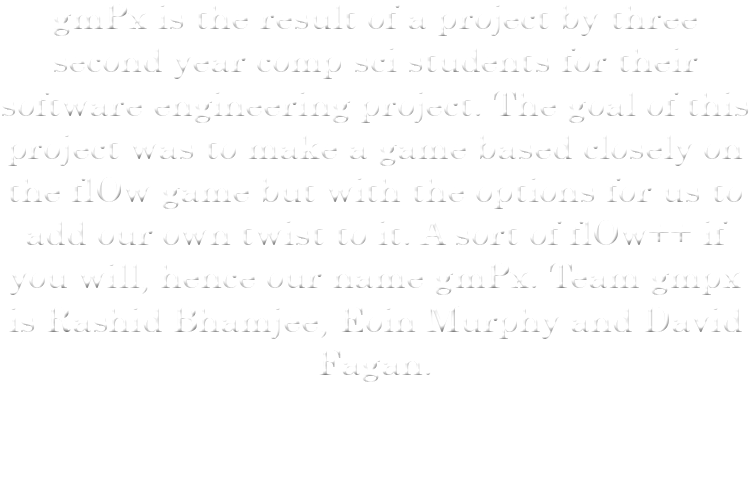 gmPx is the result of a project by three
second year comp sci students for their
software engineering project. The goal of this
project was to make a game based closely on
the flOw game but with the options for us to
add our own twist to it. A sort of flOw++ if
you will, hence our name gmPx. Team gmpx
is Rashid Bhamjee, Eoin Murphy and David
Fagan.